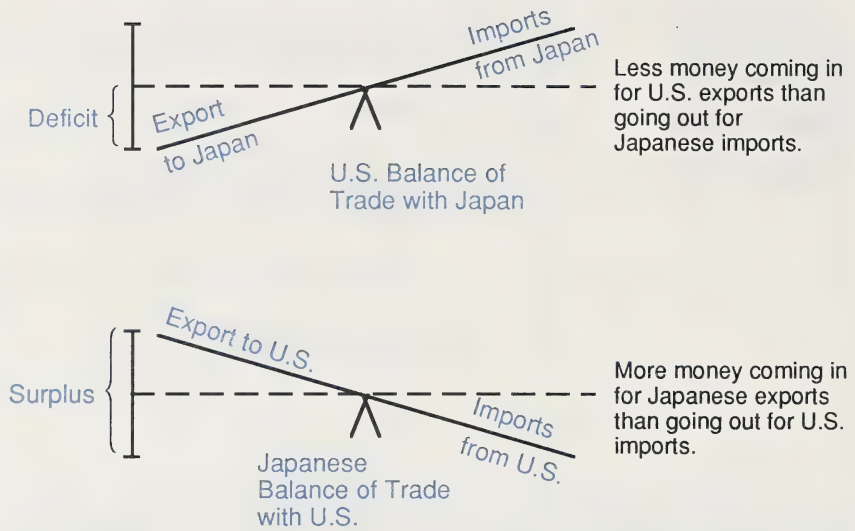 Imports
from Japan
Less money coming in
for U.S. exports than
going out for
Japanese imports.
Deficit
Export
to Japan
U.S. Balance of
Trade with Japan
Export to U.S.
Surplus
More money coming in
for Japanese exports
than going out for U.S.
imports.
Imports
from U.S.
Japanese
Balance of Trade
with U.S.